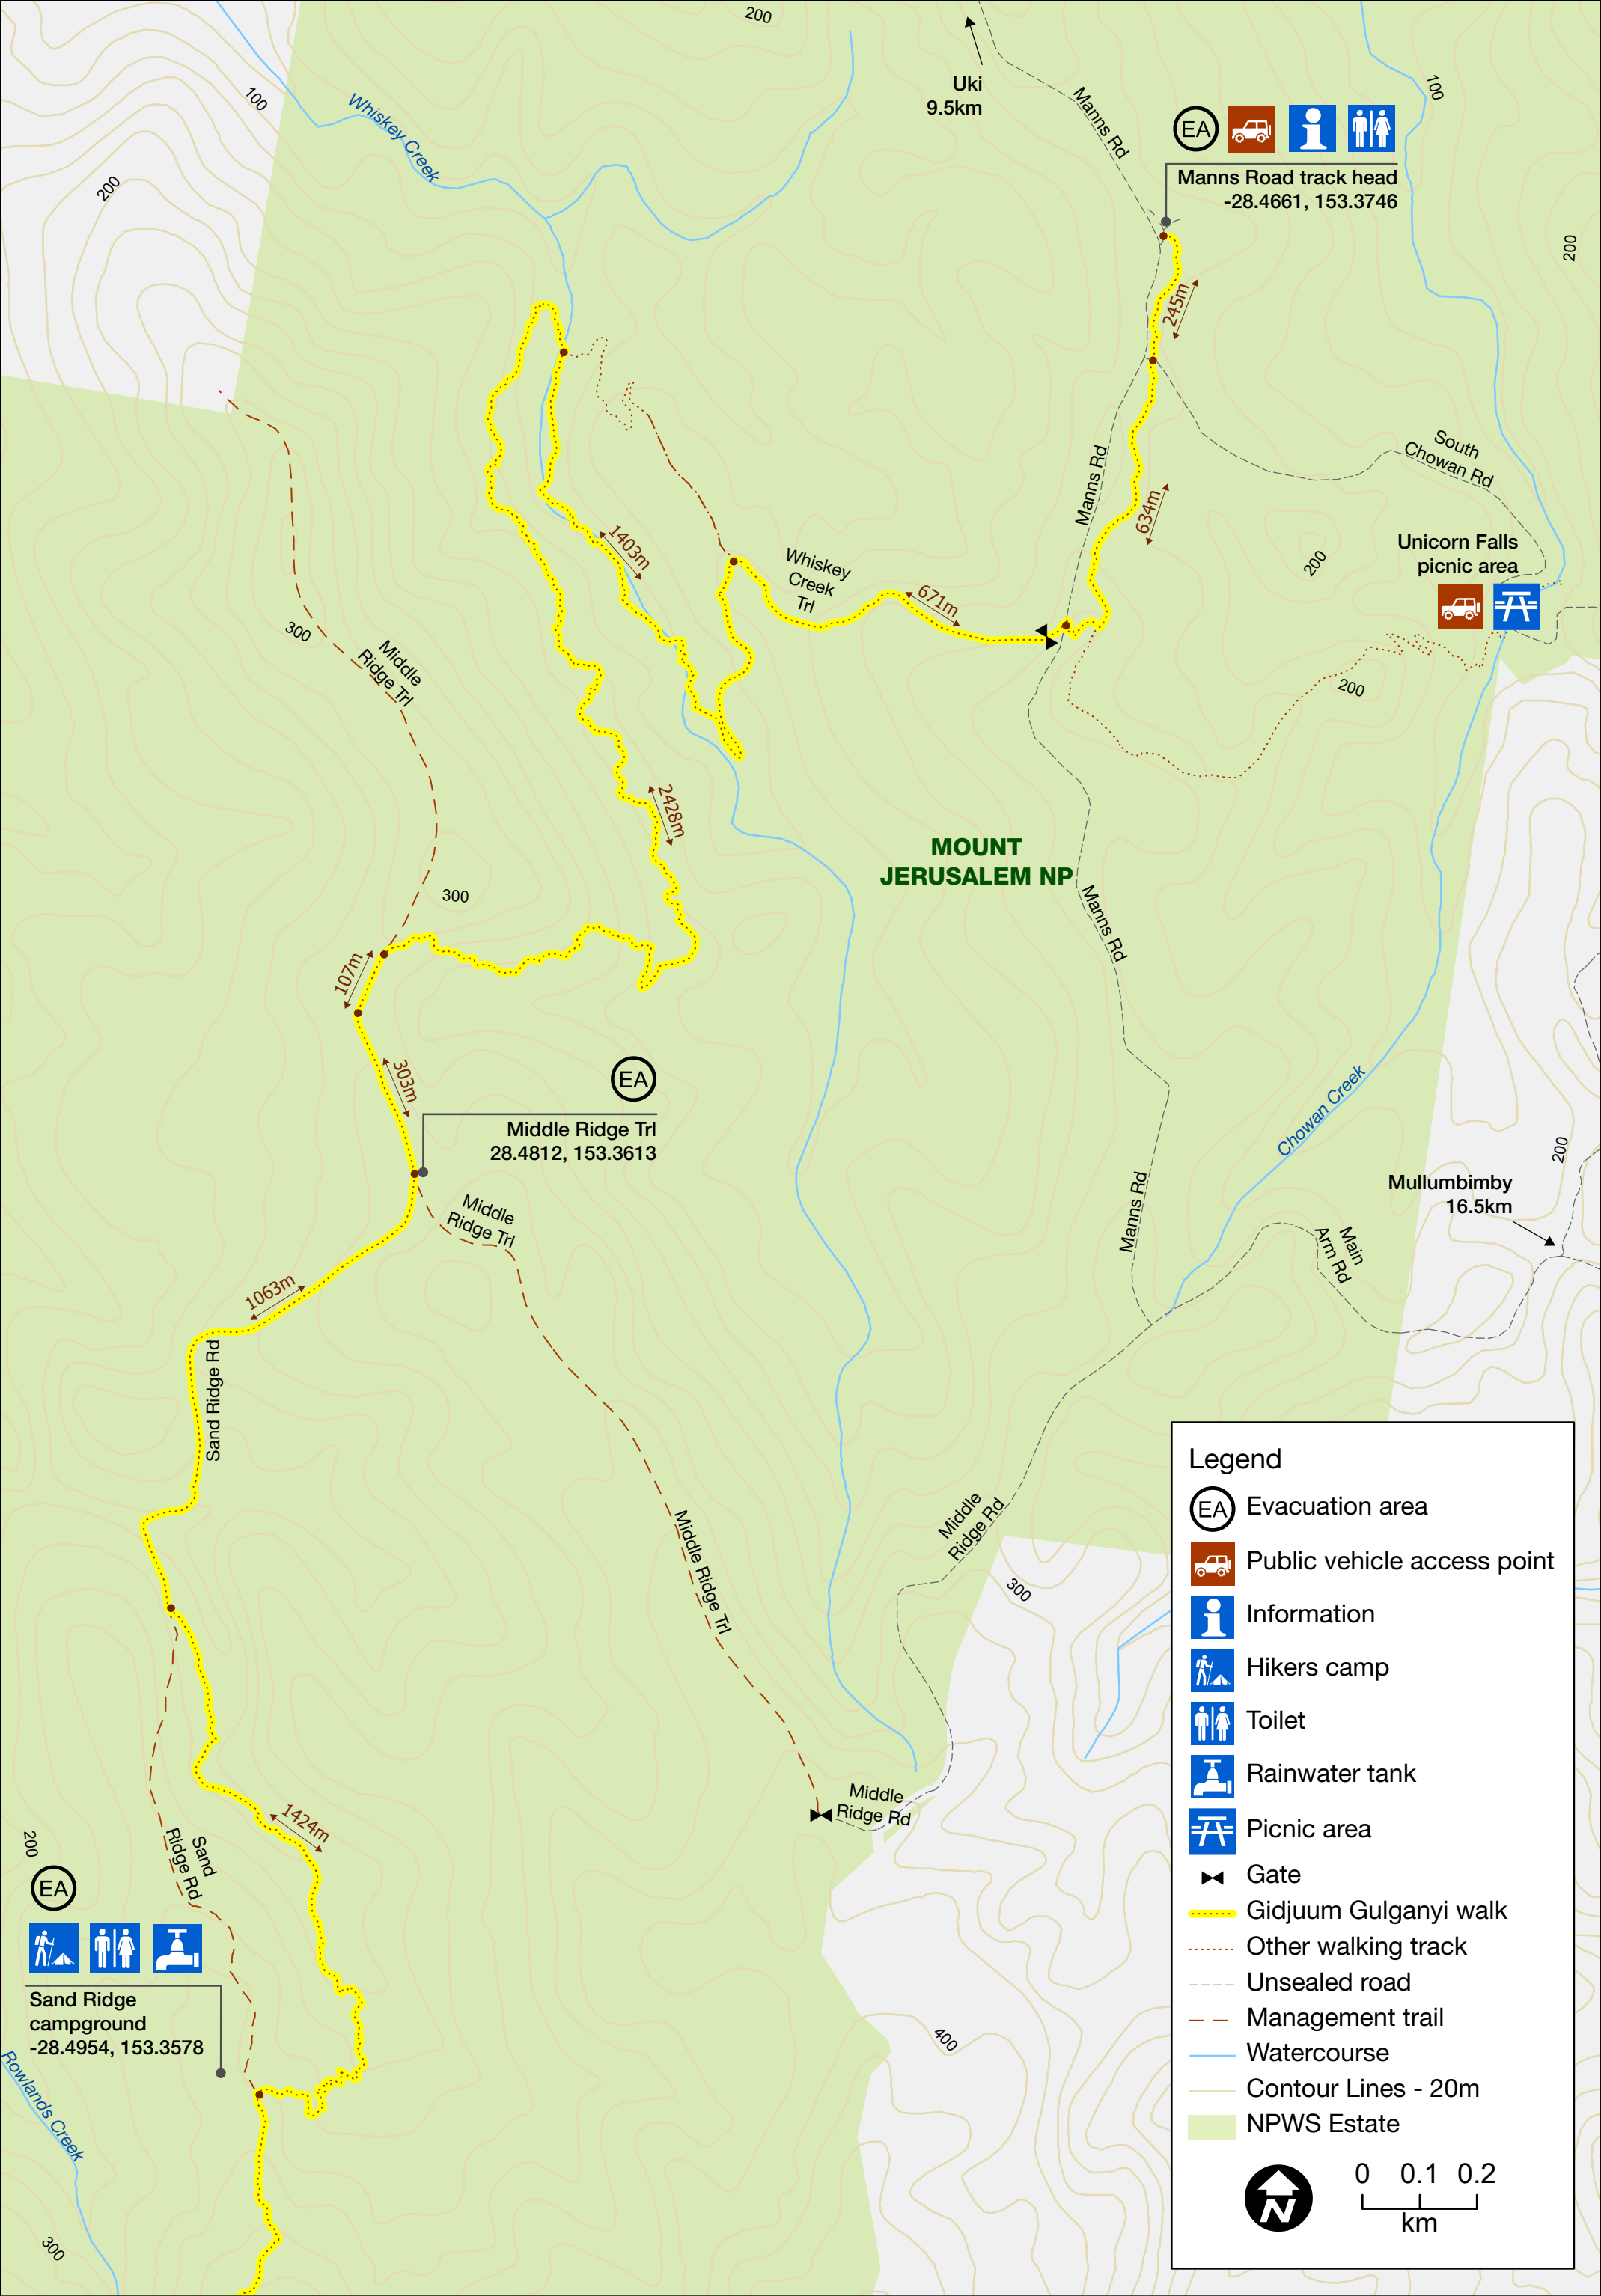 200
Uki
9.5km
100
Whiskey Creek
200
Manns Rd
EA
Manns Road track head
-28.4661, 153.3746
100
200
245m
South
Chowan Rd
Manns Rd
634m
1403m
Whiskey
Creek
Trl
671m
200
Unicorn Falls
picnic area
200
300
Middle
Ridge Trl
2428m
MOUNT
JERUSALEM NP
300
Manns Rd
107m
303m
EA
Middle Ridge Trl
28.4812, 153.3613
Middle
Ridge Trl
Manns Rd
Chowan Creek
200
Mullumbimby
16.5km
Main
Arm Rd
1063m
Sand Ridge Rd
Middle Ridge Trl
Middle
Ridge Rd
300
Middle
Ridge Rd
1424m
Sand
Ridge Rd
200
EA
Sand Ridge
campground
-28.4954, 153.3578
Rowlands Creek
300
400
Legend
EA Evacuation area
Public vehicle access point
Information
Hikers camp
Toilet
Rainwater tank
Picnic area
Gate
Gidjuum Gulganyi walk
Other walking track
Unsealed road
Management trail
Watercourse
Contour Lines - 20m
NPWS Estate
N
0 0.1 0.2
km